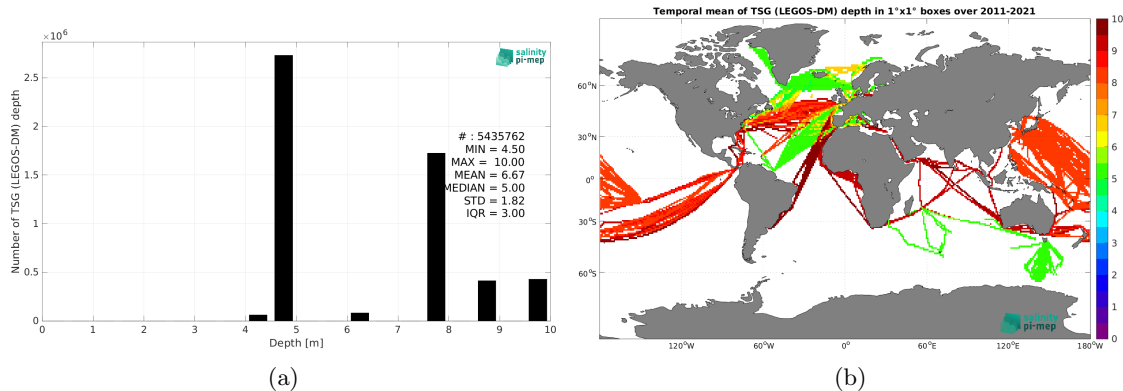 ×10⁶
salinity
pi-mep
2.5
2
1.5
1
0.5
0
Number of TSG (LEGOS-DM) depth
# : 5435762
MIN = 4.50
MAX = 10.00
MEAN = 6.67
MEDIAN = 5.00
STD = 1.82
IQR = 3.00
0 1 2 3 4 5 6 7 8 9 10
Depth [m]
(a)
Temporal mean of TSG (LEGOS-DM) depth in 1°x1° boxes over 2011-2021
60°N
30°N
0°
30°S
60°S
120°W 60°W 0° 60°E 120°E 180°W
salinity
pi-mep
10
9
8
7
6
5
4
3
2
1
0
(b)